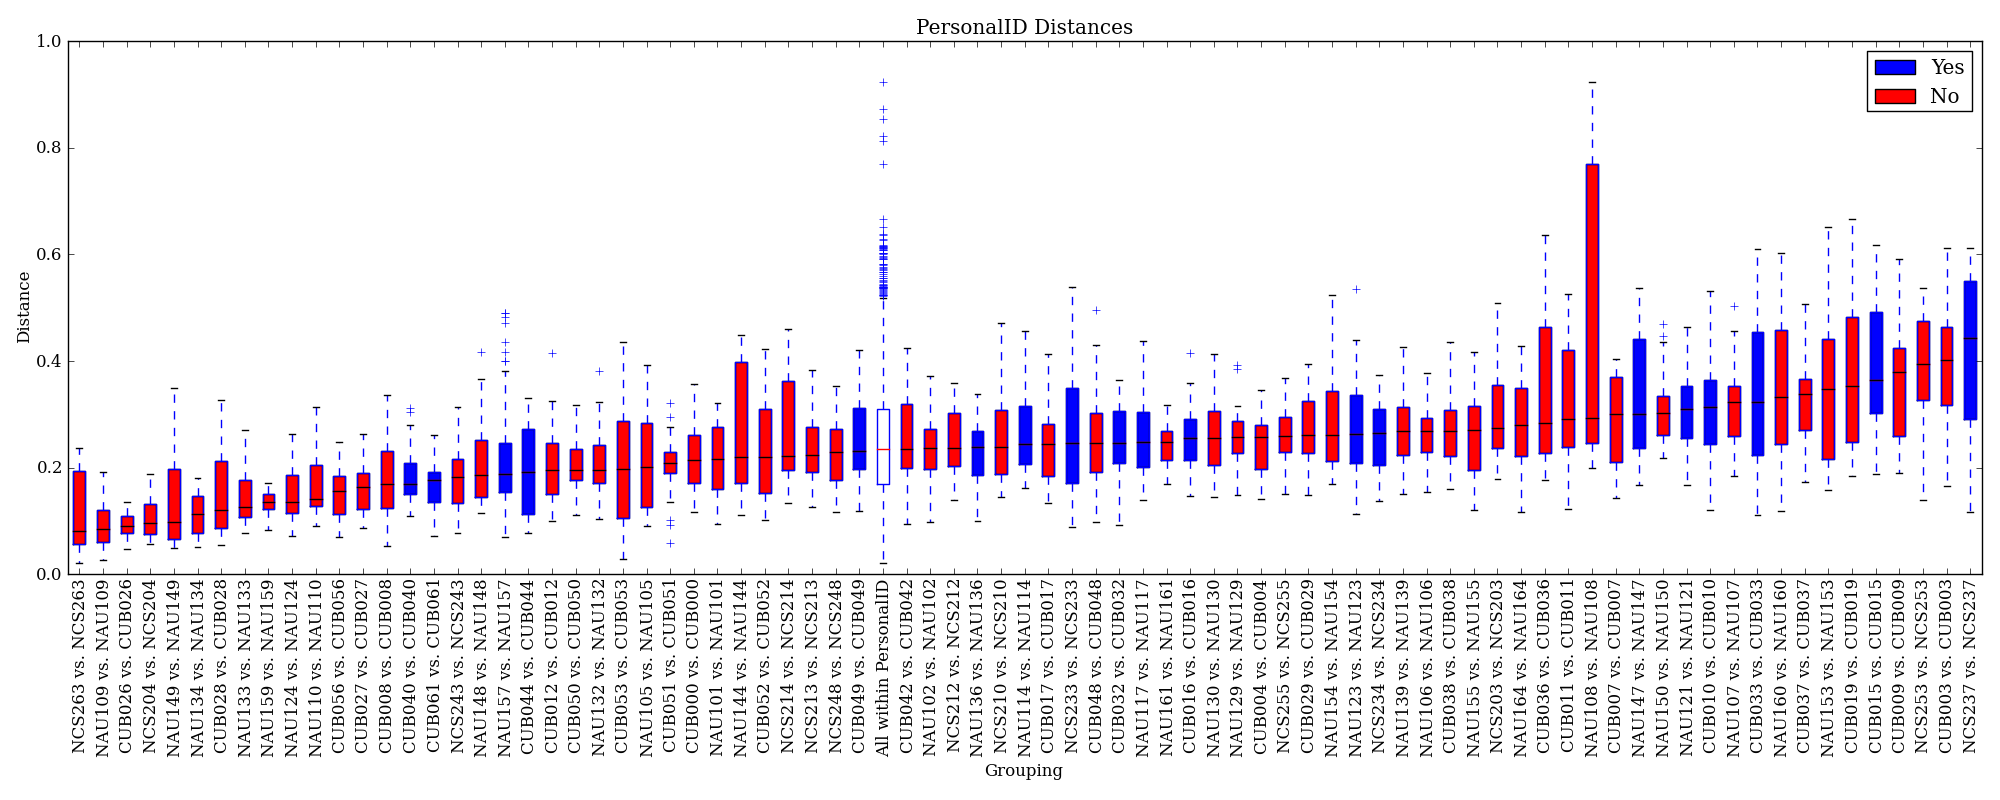 PersonalID Distances
Yes
No
1.0
0.8
0.6
0.4
0.2
0.0
Distance
NCS263 vs. NCS263
NAU109 vs. NAU109
CUB026 vs. CUB026
NCS204 vs. NCS204
NAU149 vs. NAU149
NAU134 vs. NAU134
CUB028 vs. CUB028
NAU133 vs. NAU133
NAU159 vs. NAU159
NAU124 vs. NAU124
NAU110 vs. NAU110
CUB056 vs. CUB056
CUB027 vs. CUB027
CUB008 vs. CUB008
CUB040 vs. CUB040
CUB061 vs. CUB061
NCS243 vs. NCS243
NAU148 vs. NAU148
NAU157 vs. NAU157
CUB044 vs. CUB044
CUB012 vs. CUB012
CUB050 vs. CUB050
NAU132 vs. NAU132
CUB053 vs. CUB053
NAU105 vs. NAU105
CUB051 vs. CUB051
CUB000 vs. CUB000
NAU101 vs. NAU101
NAU144 vs. NAU144
CUB052 vs. CUB052
NCS214 vs. NCS214
NCS213 vs. NCS213
NCS248 vs. NCS248
CUB049 vs. CUB049
All within PersonalID
CUB042 vs. CUB042
NAU102 vs. NAU102
NCS212 vs. NCS212
NAU136 vs. NAU136
NCS210 vs. NCS210
NAU114 vs. NAU114
CUB017 vs. CUB017
NCS233 vs. NCS233
CUB048 vs. CUB048
CUB032 vs. CUB032
NAU117 vs. NAU117
NAU161 vs. NAU161
CUB016 vs. CUB016
NAU130 vs. NAU130
NAU129 vs. NAU129
CUB004 vs. CUB004
NCS255 vs. NCS255
CUB029 vs. CUB029
NAU154 vs. NAU154
NAU123 vs. NAU123
NCS234 vs. NCS234
NAU139 vs. NAU139
NAU106 vs. NAU106
CUB038 vs. CUB038
NAU155 vs. NAU155
NCS203 vs. NCS203
NAU164 vs. NAU164
CUB036 vs. CUB036
CUB011 vs. CUB011
NAU108 vs. NAU108
CUB007 vs. CUB007
NAU147 vs. NAU147
NAU150 vs. NAU150
NAU121 vs. NAU121
CUB010 vs. CUB010
NAU107 vs. NAU107
CUB033 vs. CUB033
NAU160 vs. NAU160
CUB037 vs. CUB037
NAU153 vs. NAU153
CUB019 vs. CUB019
CUB015 vs. CUB015
CUB009 vs. CUB009
NCS253 vs. NCS253
CUB003 vs. CUB003
NCS237 vs. NCS237
Grouping